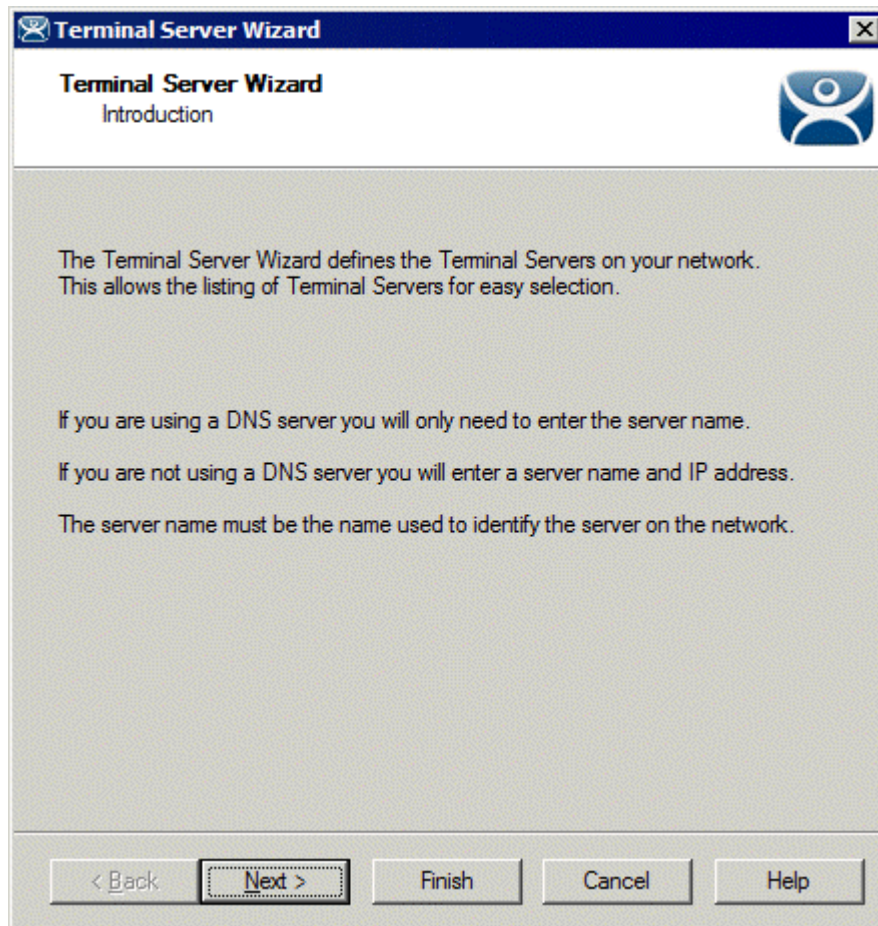 Terminal Server Wizard
Terminal Server Wizard
Introduction
The Terminal Server Wizard defines the Terminal Servers on your network.
This allows the listing of Terminal Servers for easy selection.
If you are using a DNS server you will only need to enter the server name.
If you are not using a DNS server you will enter a server name and IP address.
The server name must be the name used to identify the server on the network.
< Back Next > Finish Cancel Help